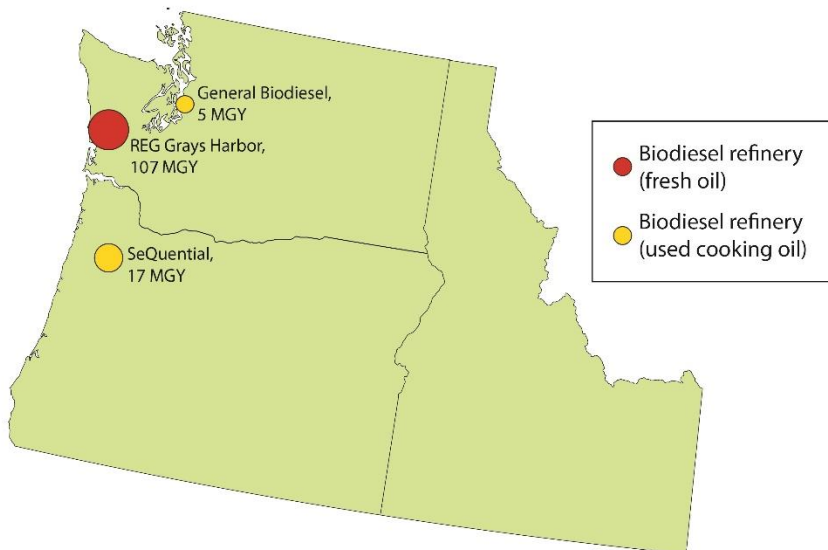 General Biodiesel,
5 MGY
REG Grays Harbor,
107 MGY
SeQuential,
17 MGY
Biodiesel refinery
(fresh oil)
Biodiesel refinery
(used cooking oil)